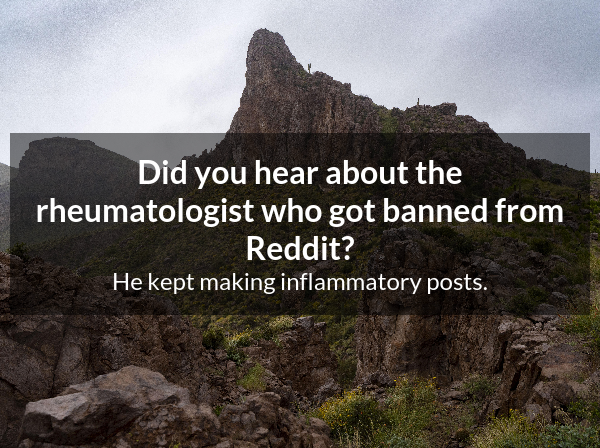 Did you hear about the
rheumatologist who got banned from
Reddit?
He kept making inflammatory posts.